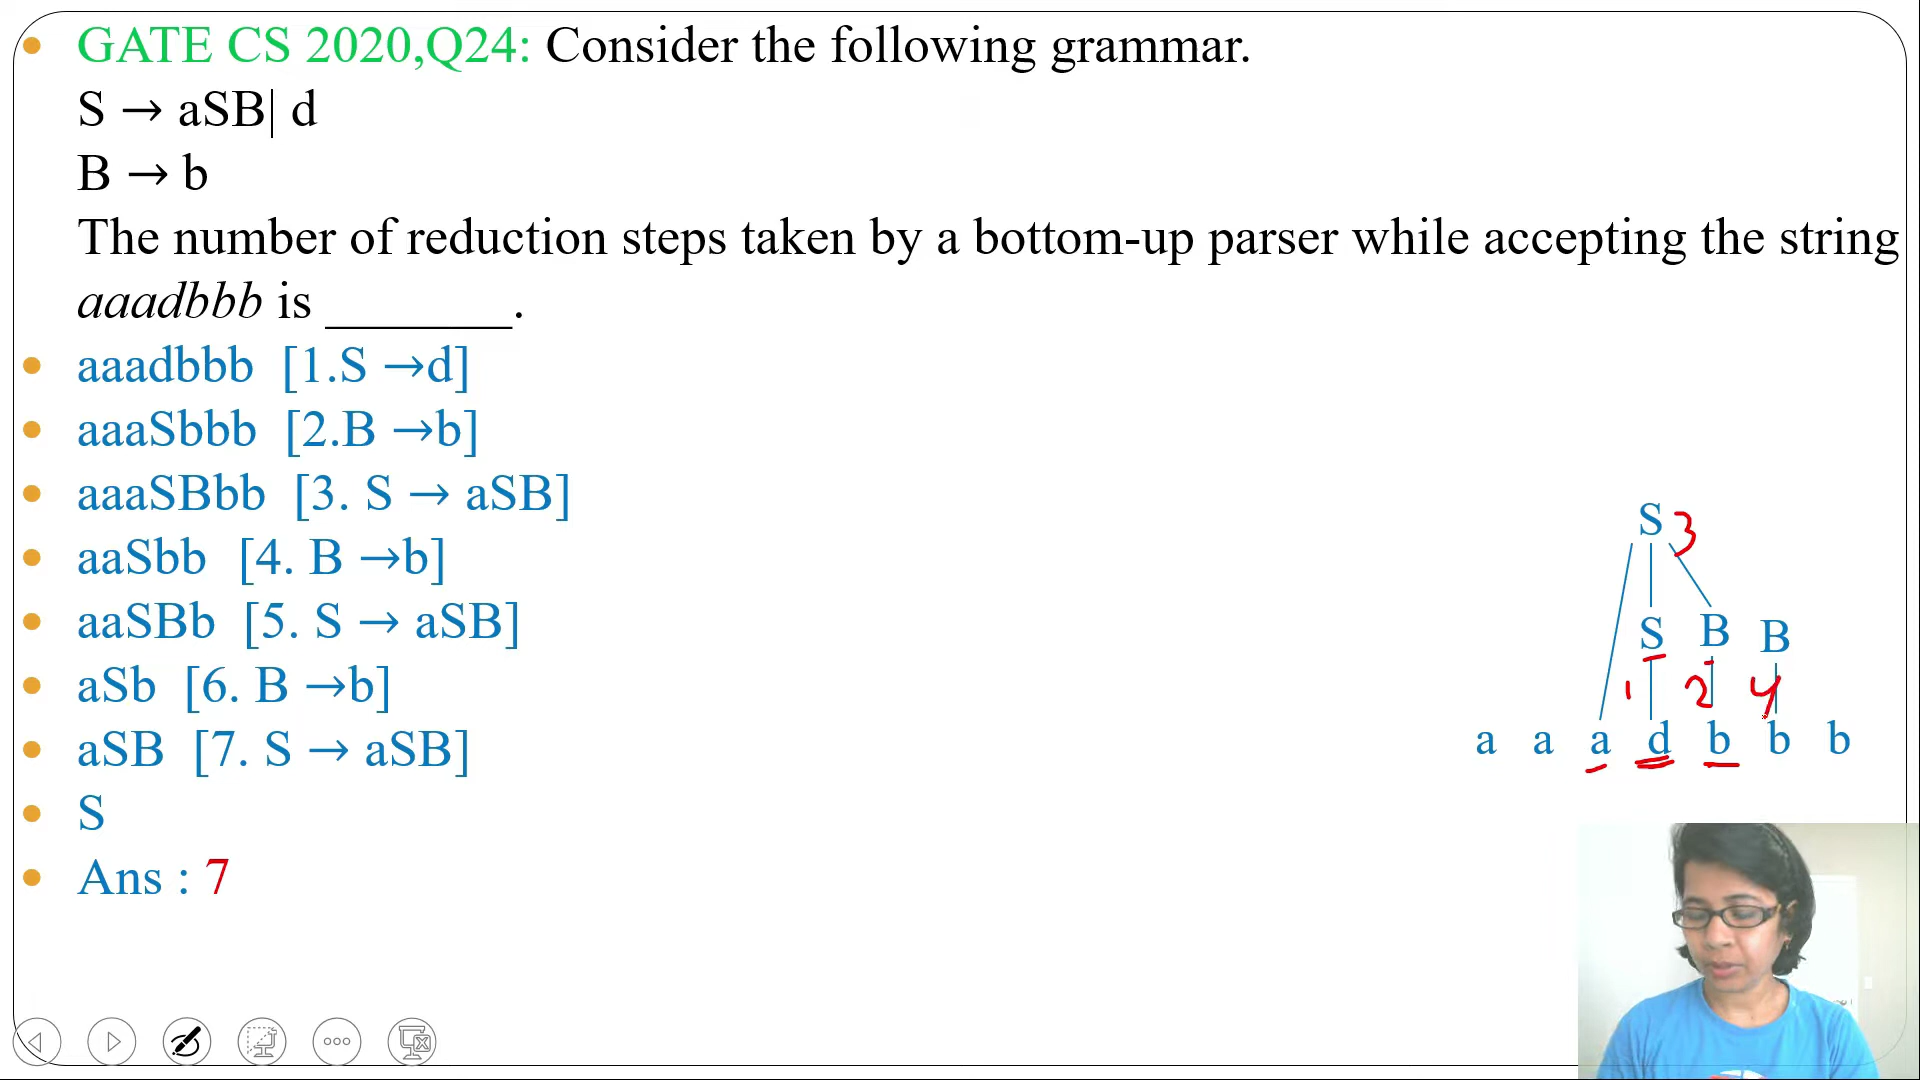 GATE CS 2020,Q24: Consider the following grammar.
S → aSB| d
B → b
The number of reduction steps taken by a bottom-up parser while accepting the string
aaadbbb is _______.
aaadbbb [1.S →d]
aaaSbbb [2.B →b]
aaaSBbb [3. S → aSB]
aaSbb [4. B →b]
aaSBb [5. S → aSB]
aSb [6. B →b]
aSB [7. S → aSB]
S
Ans : 7
S 3
S B B
1 2 4
a a a d b b b